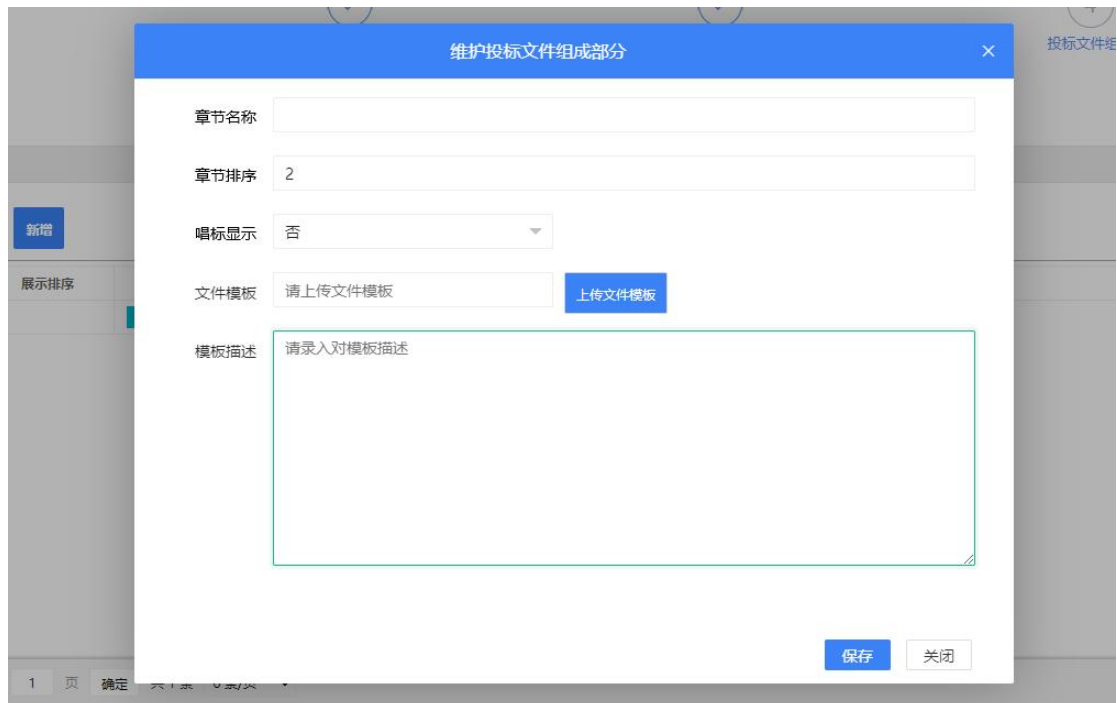 4
投标文件组
维护投标文件组成部分
×
章节名称
章节排序 2
新增
唱标显示 否
展示排序
文件模板 请上传文件模板 上传文件模板
模板描述 请录入对模板描述
保存 关闭
1 页 确定